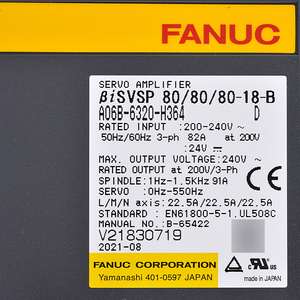 FANUC
SERVO AMPLIFIER
βiSVSP 80/80/80-18-B
A06B-6320-H364 D
RATED INPUT : 200-240V ~
50Hz/60Hz 3-ph 82A at 200V
:24V ⎓
MAX. OUTPUT VOLTAGE: 240V ~
RATED OUTPUT at 200V/3-Ph
SPINDLE: 1Hz-1.5KHz 91A
SERVO : 0Hz-550Hz
L/M/N axis: 22.5A/22.5A/22.5A
STANDARD : EN61800-5-1.UL508C
MANUAL NO.: B-65422
V21830719
2021-08
FANUC CORPORATION
Yamanashi 401-0597 JAPAN
made in JAPAN